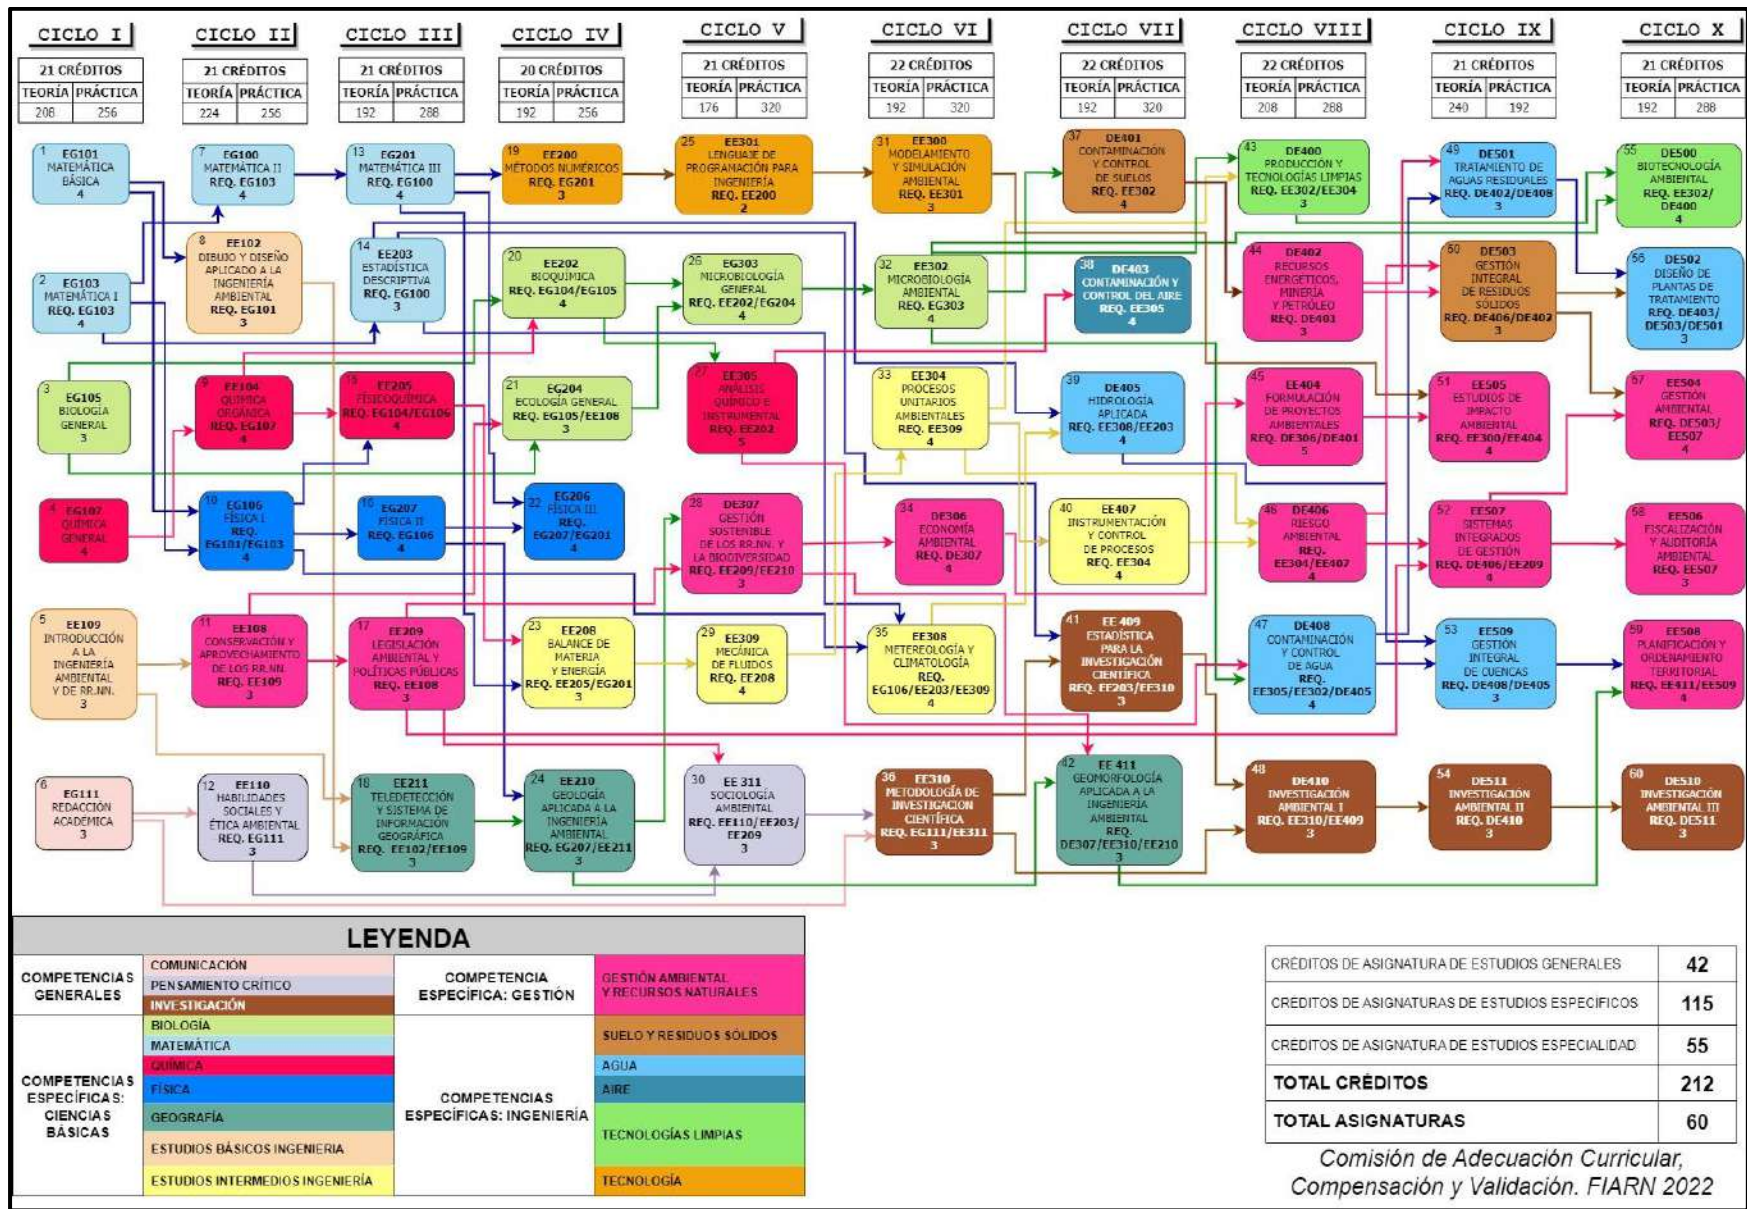 CICLO I
21 CRÉDITOS
TEORÍA PRÁCTICA
208 256
CICLO II
21 CRÉDITOS
TEORÍA PRÁCTICA
224 256
CICLO III
21 CRÉDITOS
TEORÍA PRÁCTICA
192 288
CICLO IV
20 CRÉDITOS
TEORÍA PRÁCTICA
192 256
CICLO V
21 CRÉDITOS
TEORÍA PRÁCTICA
176 320
CICLO VI
22 CRÉDITOS
TEORÍA PRÁCTICA
192 320
CICLO VII
22 CRÉDITOS
TEORÍA PRÁCTICA
192 320
CICLO VIII
22 CRÉDITOS
TEORÍA PRÁCTICA
208 288
CICLO IX
21 CRÉDITOS
TEORÍA PRÁCTICA
240 192
CICLO X
21 CRÉDITOS
TEORÍA PRÁCTICA
192 288
1 EG101
MATEMÁTICA
BÁSICA
4
7 EG100
MATEMÁTICA II
REQ. EG103
4
13 EG201
MATEMÁTICA III
REQ. EG100
4
19 EE200
MÉTODOS NUMÉRICOS
REQ. EG201
3
25 EE301
LENGUAJE DE
PROGRAMACIÓN PARA
INGENIERÍA
REQ. EE200
2
31 EE300
MODELAMIENTO
Y SIMULACIÓN
AMBIENTAL
REQ. EE301
3
37 DE401
CONTAMINACIÓN
Y CONTROL
DE SUELOS
REQ. EE302
4
43 DE400
PRODUCCIÓN Y
TECNOLOGÍAS LIMPIAS
REQ. EE302/EE304
3
49 DE501
TRATAMIENTO DE
AGUAS RESIDUALES
REQ. DE402/DE408
3
55 DE500
BIOTECNOLOGÍA
AMBIENTAL
REQ. EE302/
DE400
4
2 EG103
MATEMÁTICA I
REQ. EG103
4
8 EE102
DIBUJO Y DISEÑO
APLICADO A LA
INGENIERÍA
AMBIENTAL
REQ. EG101
3
14 EE203
ESTADÍSTICA
DESCRIPTIVA
REQ. EG100
3
20 EE202
BIOQUÍMICA
REQ. EG104/EG105
4
26 EG303
MICROBIOLOGÍA
GENERAL
REQ. EE202/EG204
4
32 EE302
MICROBIOLOGÍA
AMBIENTAL
REQ. EG303
4
38 DE403
CONTAMINACIÓN Y
CONTROL DEL AIRE
REQ. EE305
4
44 DE402
RECURSOS
ENERGÉTICOS,
MINERÍA
Y PETRÓLEO
REQ. DE401
3
50 DE503
GESTIÓN
INTEGRAL
DE RESIDUOS
SÓLIDOS
REQ. DE406/DE402
3
56 DE502
DISEÑO DE
PLANTAS DE
TRATAMIENTO
REQ. DE403/
DE503/DE501
3
3 EG105
BIOLOGÍA
GENERAL
3
9 EE104
QUÍMICA
ORGÁNICA
REQ. EG107
4
15 EE205
FÍSICOQUÍMICA
REQ. EG104/EG106
4
21 EG204
ECOLOGÍA GENERAL
REQ. EG105/EE108
3
27 EE305
ANÁLISIS
QUÍMICO E
INSTRUMENTAL
REQ. EE202
5
33 EE304
PROCESOS
UNITARIOS
AMBIENTALES
REQ. EE309
4
39 DE405
HIDROLOGÍA
APLICADA
REQ. EE308/EE203
4
45 EE404
FORMULACIÓN
DE PROYECTOS
AMBIENTALES
REQ. DE306/DE401
5
51 EE505
ESTUDIOS DE
IMPACTO
AMBIENTAL
REQ. EE300/EE404
4
57 EE504
GESTIÓN
AMBIENTAL
REQ. DE503/
EE507
4
4 EG107
QUÍMICA
GENERAL
4
10 EG106
FÍSICA I
REQ.
EG101/EG103
4
16 EG207
FÍSICA II
REQ. EG106
4
22 EG206
FÍSICA III
REQ.
EG207/EG201
4
28 DE307
GESTIÓN
SOSTENIBLE
DE LOS RR.NN. Y
LA BIODIVERSIDAD
REQ. EE209/EE210
3
34 DE306
ECONOMÍA
AMBIENTAL
REQ. DE307
4
40 EE407
INSTRUMENTACIÓN
Y CONTROL
DE PROCESOS
REQ. EE304
4
46 DE406
RIESGO
AMBIENTAL
REQ.
EE304/EE407
4
52 EE507
SISTEMAS
INTEGRADOS
DE GESTIÓN
REQ. DE406/EE209
4
58 EE506
FISCALIZACIÓN
Y AUDITORÍA
AMBIENTAL
REQ. EE507
3
5 EE109
INTRODUCCIÓN
A LA
INGENIERÍA
AMBIENTAL
Y DE RR.NN.
3
11 EE108
CONSERVACIÓN Y
APROVECHAMIENTO
DE LOS RR.NN.
REQ. EE109
3
17 EE209
LEGISLACIÓN
AMBIENTAL Y
POLÍTICAS PÚBLICAS
REQ. EE108
3
23 EE208
BALANCE DE
MATERIA
Y ENERGÍA
REQ. EE205/EG201
3
29 EE309
MECÁNICA
DE FLUIDOS
REQ. EE208
4
35 EE308
METEREOLOGÍA Y
CLIMATOLOGÍA
REQ.
EG106/EE203/EE309
4
41 EE 409
ESTADÍSTICA
PARA LA
INVESTIGACIÓN
CIENTÍFICA
REQ. EE203/EE310
3
47 DE408
CONTAMINACIÓN
Y CONTROL
DE AGUA
REQ.
EE305/EE302/DE405
4
53 EE509
GESTIÓN
INTEGRAL
DE CUENCAS
REQ. DE408/DE405
3
59 EE508
PLANIFICACIÓN Y
ORDENAMIENTO
TERRITORIAL
REQ. EE411/EE509
4
6 EG111
REDACCIÓN
ACADÉMICA
3
12 EE110
HABILIDADES
SOCIALES Y
ÉTICA AMBIENTAL
REQ. EG111
3
18 EE211
TELEDETECCIÓN
Y SISTEMA DE
INFORMACIÓN
GEOGRÁFICA
REQ. EE102/EE109
3
24 EE210
GEOLOGÍA
APLICADA A LA
INGENIERÍA
AMBIENTAL
REQ. EG207/EE211
3
30 EE 311
SOCIOLOGÍA
AMBIENTAL
REQ. EE110/EE203/
EE209
3
36 EE310
METODOLOGÍA DE
INVESTIGACION
CIENTÍFICA
REQ. EG111/EE311
3
42 EE 411
GEOMORFOLOGÍA
APLICADA A LA
INGENIERÍA
AMBIENTAL
REQ.
DE307/EE310/EE210
3
48 DE410
INVESTIGACIÓN
AMBIENTAL I
REQ. EE310/EE409
3
54 DE511
INVESTIGACIÓN
AMBIENTAL II
REQ. DE410
3
60 DE510
INVESTIGACIÓN
AMBIENTAL III
REQ. DE511
3
LEYENDA
COMPETENCIAS
GENERALES
COMUNICACIÓN
PENSAMIENTO CRÍTICO
INVESTIGACIÓN
COMPETENCIAS
ESPECÍFICAS:
CIENCIAS
BÁSICAS
BIOLOGÍA
MATEMÁTICA
QUÍMICA
FÍSICA
GEOGRAFÍA
ESTUDIOS BÁSICOS INGENIERIA
ESTUDIOS INTERMEDIOS INGENIERÍA
COMPETENCIA
ESPECÍFICA: GESTIÓN
GESTIÓN AMBIENTAL
Y RECURSOS NATURALES
COMPETENCIAS
ESPECÍFICAS: INGENIERÍA
SUELO Y RESIDUOS SÓLIDOS
AGUA
AIRE
TECNOLOGÍAS LIMPIAS
TECNOLOGÍA
CRÉDITOS DE ASIGNATURA DE ESTUDIOS GENERALES 42
CRÉDITOS DE ASIGNATURAS DE ESTUDIOS ESPECÍFICOS 115
CRÉDITOS DE ASIGNATURA DE ESTUDIOS ESPECIALIDAD 55
TOTAL CRÉDITOS 212
TOTAL ASIGNATURAS 60
Comisión de Adecuación Curricular,
Compensación y Validación. FIARN 2022